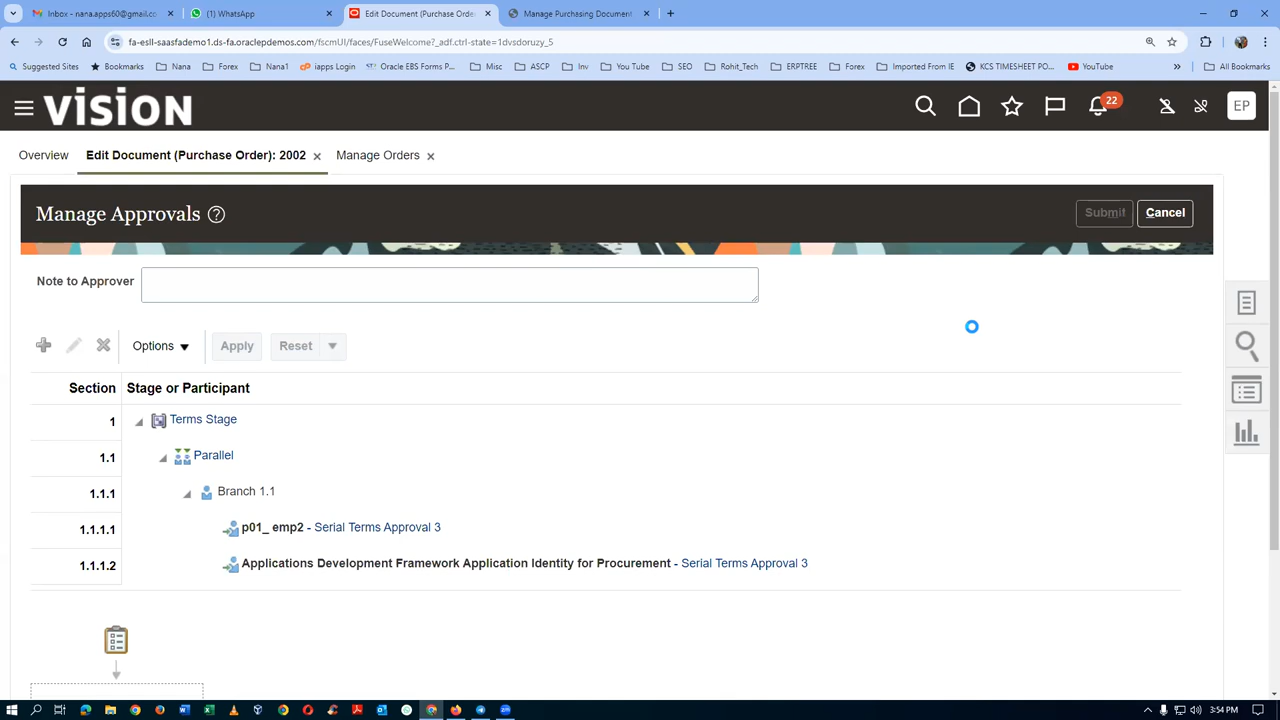 Inbox - nana.apps60@gmail.co
WhatsApp
Edit Document (Purchase Orde
Manage Purchasing Document
fa-esll-saasfademo1.ds-fa.oraclepdemos.com/fscmUI/faces/FuseWelcome?_adf.ctrl-state=1dvsdoruzy_5
Suggested Sites Bookmarks Nana Forex Nana1 iapps Login Oracle EBS Forms P... Misc ASCP Inv You Tube SEO Rohit_Tech ERPTREE Forex Imported From IE KCS TIMESHEET PO... YouTube » All Bookmarks
VISION
22
EP
Overview
Edit Document (Purchase Order): 2002
Manage Orders
Manage Approvals
Submit
Cancel
Note to Approver
Options
Apply
Reset
Section Stage or Participant
1 Terms Stage
1.1 Parallel
1.1.1 Branch 1.1
1.1.1.1 p01_ emp2 - Serial Terms Approval 3
1.1.1.2 Applications Development Framework Application Identity for Procurement - Serial Terms Approval 3
3:54 PM